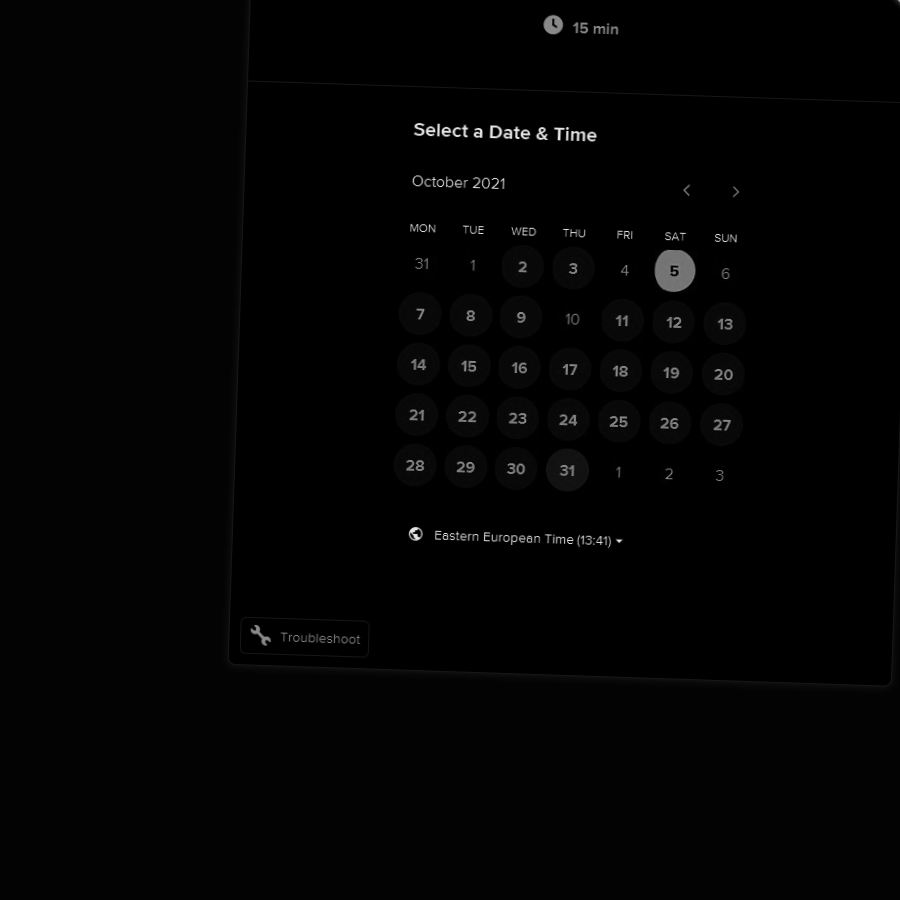 15 min
Select a Date & Time
October 2021
MON TUE WED THU FRI SAT SUN
31 1 2 3 4 5 6
7 8 9 10 11 12 13
14 15 16 17 18 19 20
21 22 23 24 25 26 27
28 29 30 31 1 2 3
Eastern European Time (13:41)
Troubleshoot